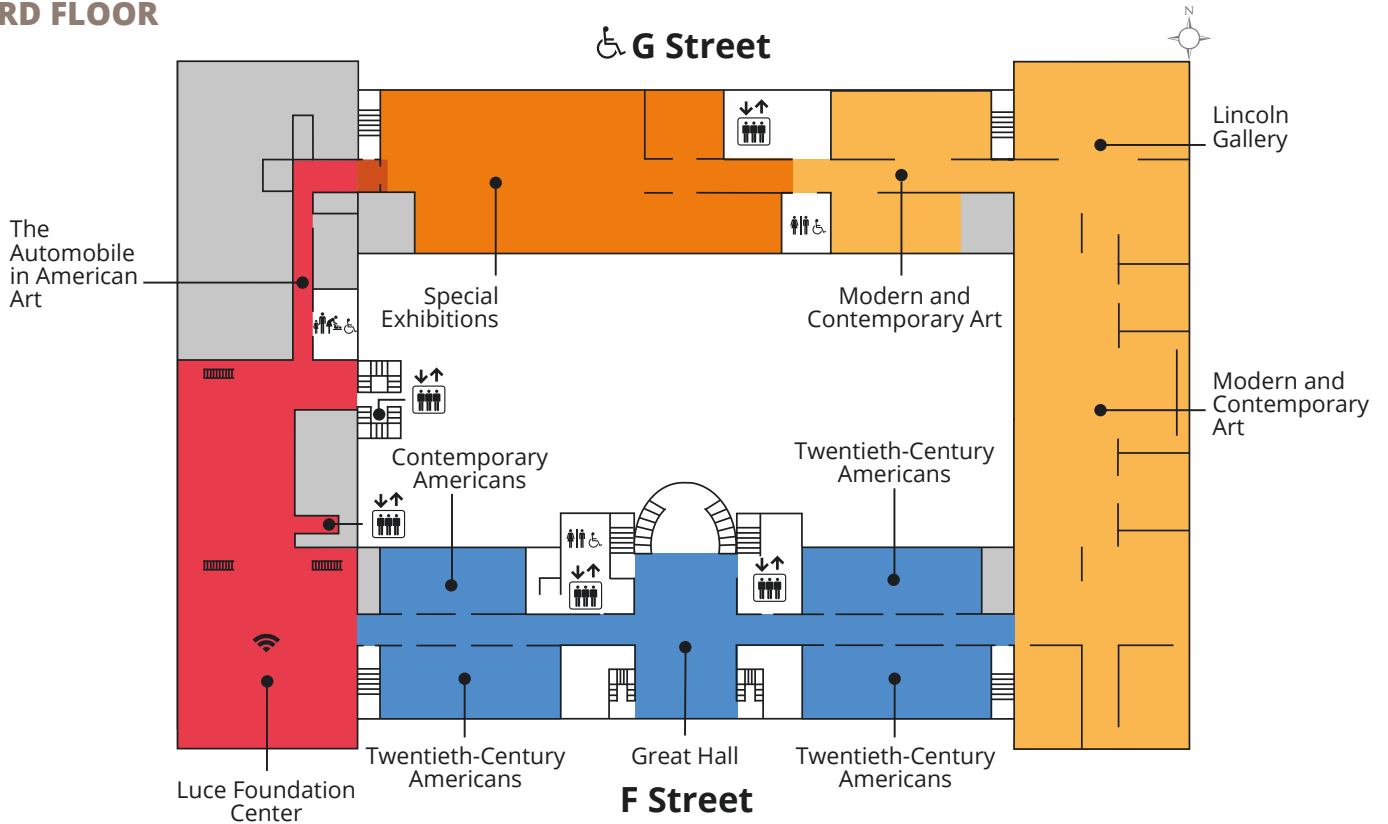 RD FLOOR
N
G Street
Lincoln
Gallery
The
Automobile
in American
Art
Special
Exhibitions
Modern and
Contemporary Art
Modern and
Contemporary
Art
Contemporary
Americans
Twentieth-Century
Americans
Twentieth-Century
Americans
Great Hall
Twentieth-Century
Americans
Luce Foundation
Center
F Street